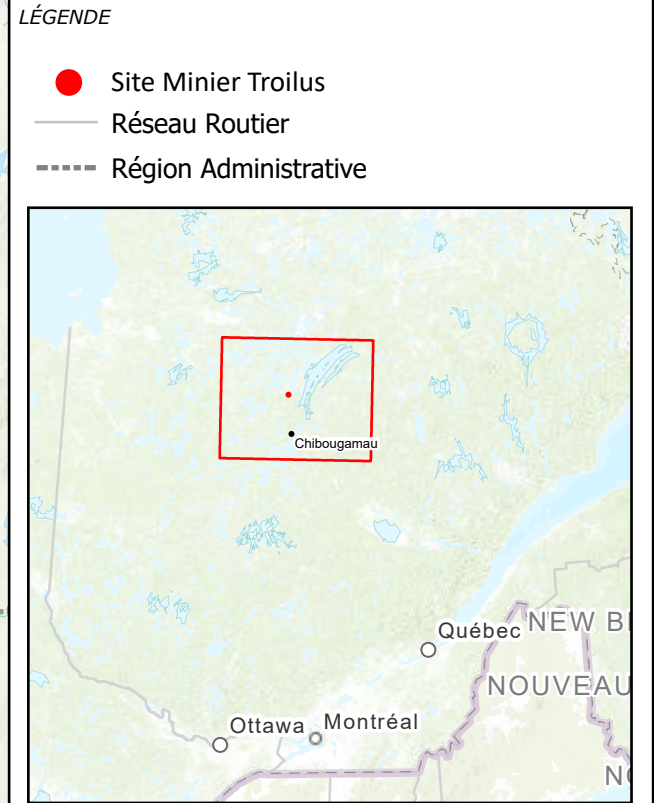 LÉGENDE
Site Minier Troilus
Réseau Routier
Région Administrative
Chibougamau
Québec
NEW B
NOUVEAU
Ottawa
Montréal
N